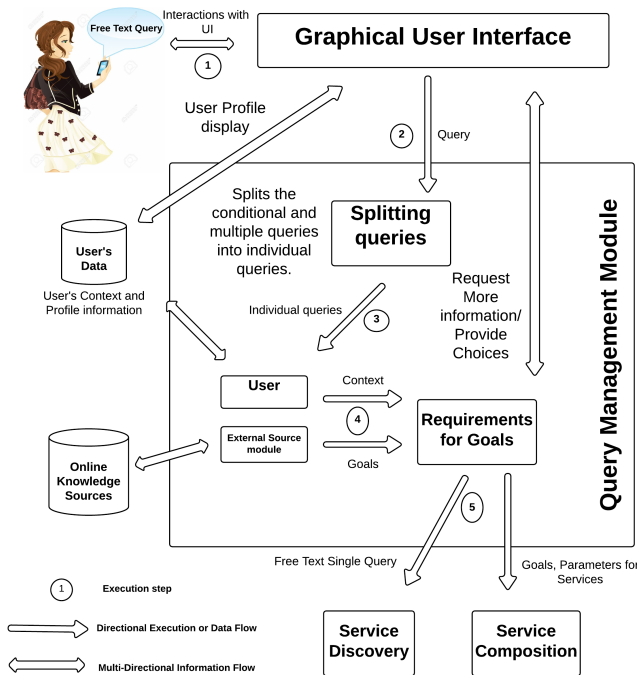 Interactions with
UI
Free Text Query
1
Graphical User Interface
User Profile
display
2
Query
Splits the
conditional and
multiple queries
into individual
queries.
Splitting
queries
User's
Data
User's Context and
Profile information
Request
More
information/
Provide
Choices
Query Management Module
Individual queries
3
User
Context
4
External Source
module
Goals
Requirements
for Goals
Online
Knowledge
Sources
5
Free Text Single Query
Goals, Parameters for
Services
1
Execution step
Directional Execution or Data Flow
Multi-Directional Information Flow
Service
Discovery
Service
Composition